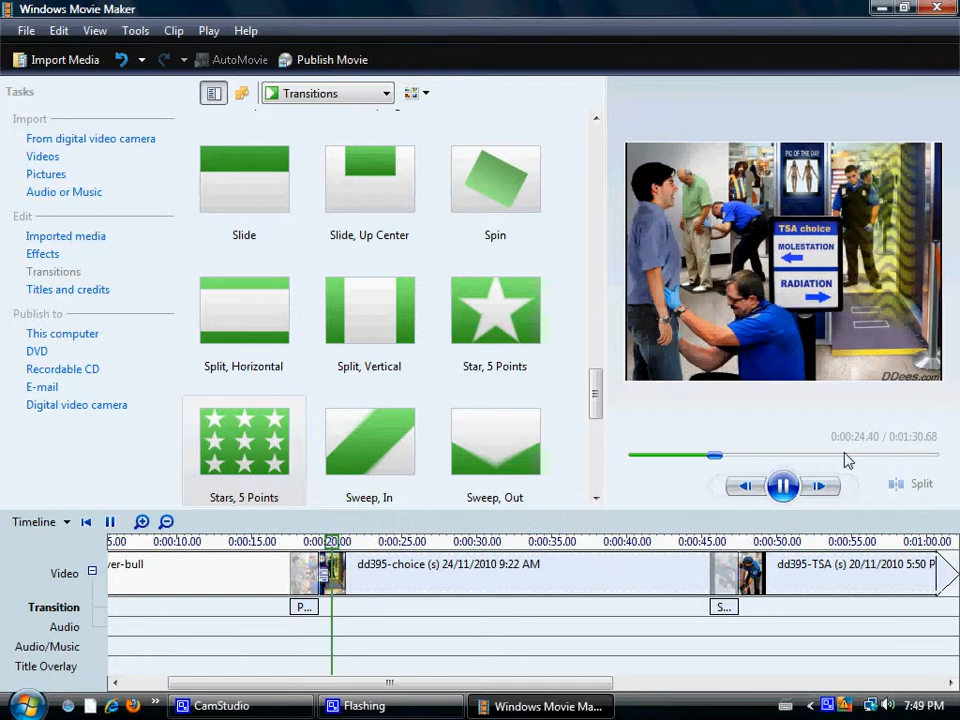 Windows Movie Maker
File Edit View Tools Clip Play Help
Import Media AutoMovie Publish Movie
Tasks
Transitions
Import
From digital video camera
Videos
Pictures
Audio or Music
Edit
Imported media
Effects
Transitions
Titles and credits
Publish to
This computer
DVD
Recordable CD
E-mail
Digital video camera
Slide
Slide, Up Center
Spin
Split, Horizontal
Split, Vertical
Star, 5 Points
Stars, 5 Points
Sweep, In
Sweep, Out
PIC OF THE DAY
TSA choice
MOLESTATION
RADIATION
DDees.com
0:00:24.40 / 0:01:30.68
Split
Timeline
5.00 0:00:10.00 0:00:15.00 0:00:20.00 0:00:25.00 0:00:30.00 0:00:35.00 0:00:40.00 0:00:45.00 0:00:50.00 0:00:55.00 0:01:00.00
Video
ver-bull
dd395-choice (s) 24/11/2010 9:22 AM
dd395-TSA (s) 20/11/2010 5:50 P
Transition
P...
S...
Audio
Audio/Music
Title Overlay
CamStudio
Flashing
Windows Movie Ma...
7:49 PM